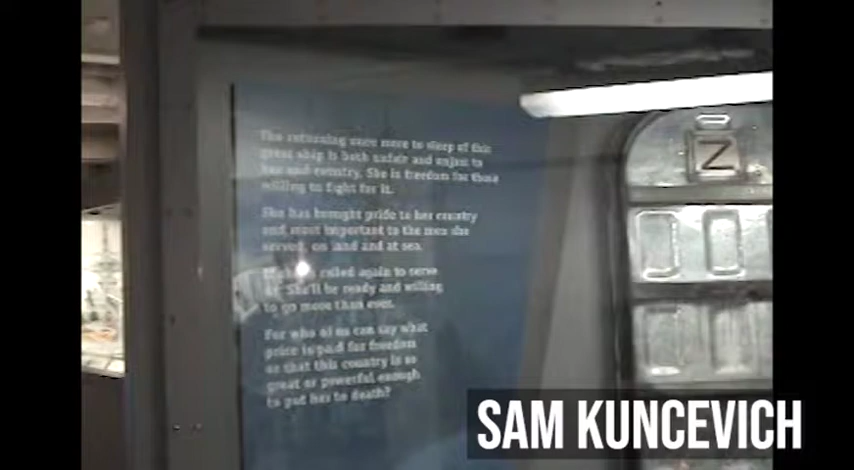 The returning once more to sleep of this
great ship is both unfair and unjust to
her and country. She is freedom for those
willing to fight for it.
She has brought pride to her country
and most important to the men she
served, on land and at sea.
called again to serve
She'll be ready and willing
to go more than ever.
For who of us can say what
price is paid for freedom
or that this country is so
great or powerful enough
to put her to death?
Z
SAM KUNCEVICH